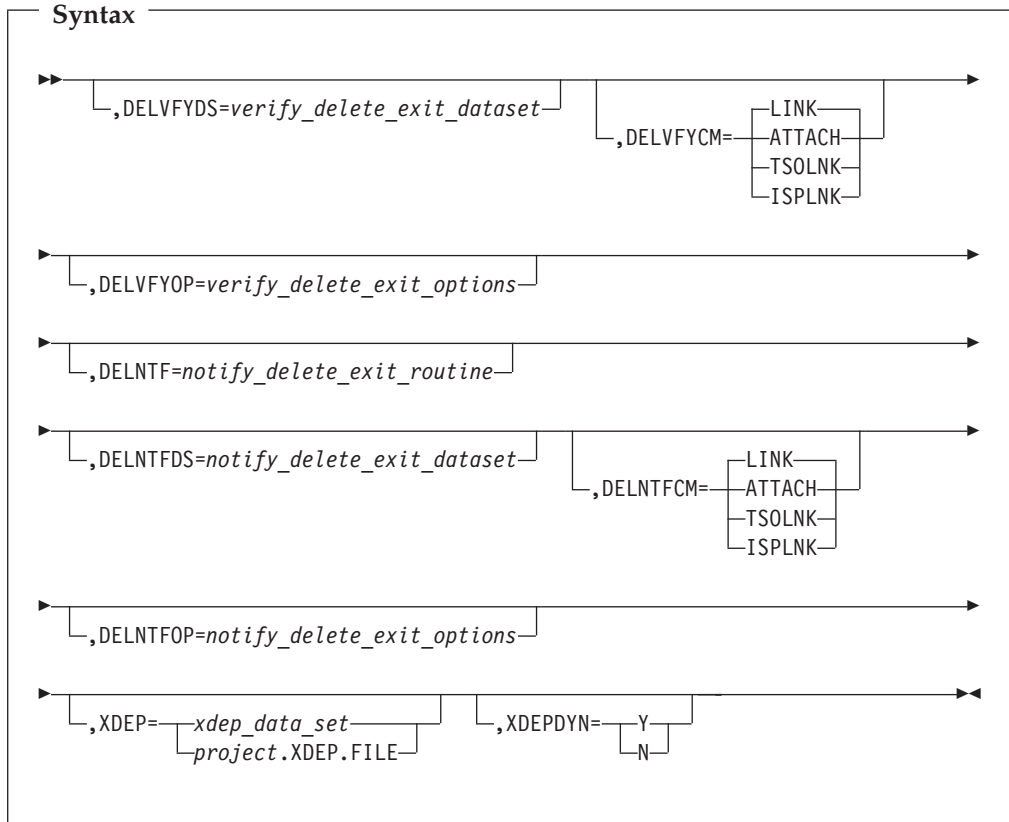 Syntax
,DELVFYDS=verify_delete_exit_dataset
,DELVFYCM=
LINK
ATTACH
TSOLNK
ISPLNK
,DELVFYOP=verify_delete_exit_options
,DELNTF=notify_delete_exit_routine
,DELNTFDS=notify_delete_exit_dataset
,DELNTFCM=
LINK
ATTACH
TSOLNK
ISPLNK
,DELNTFOP=notify_delete_exit_options
,XDEP=
xdep_data_set
project.XDEP.FILE
,XDEPDYN=
Y
N